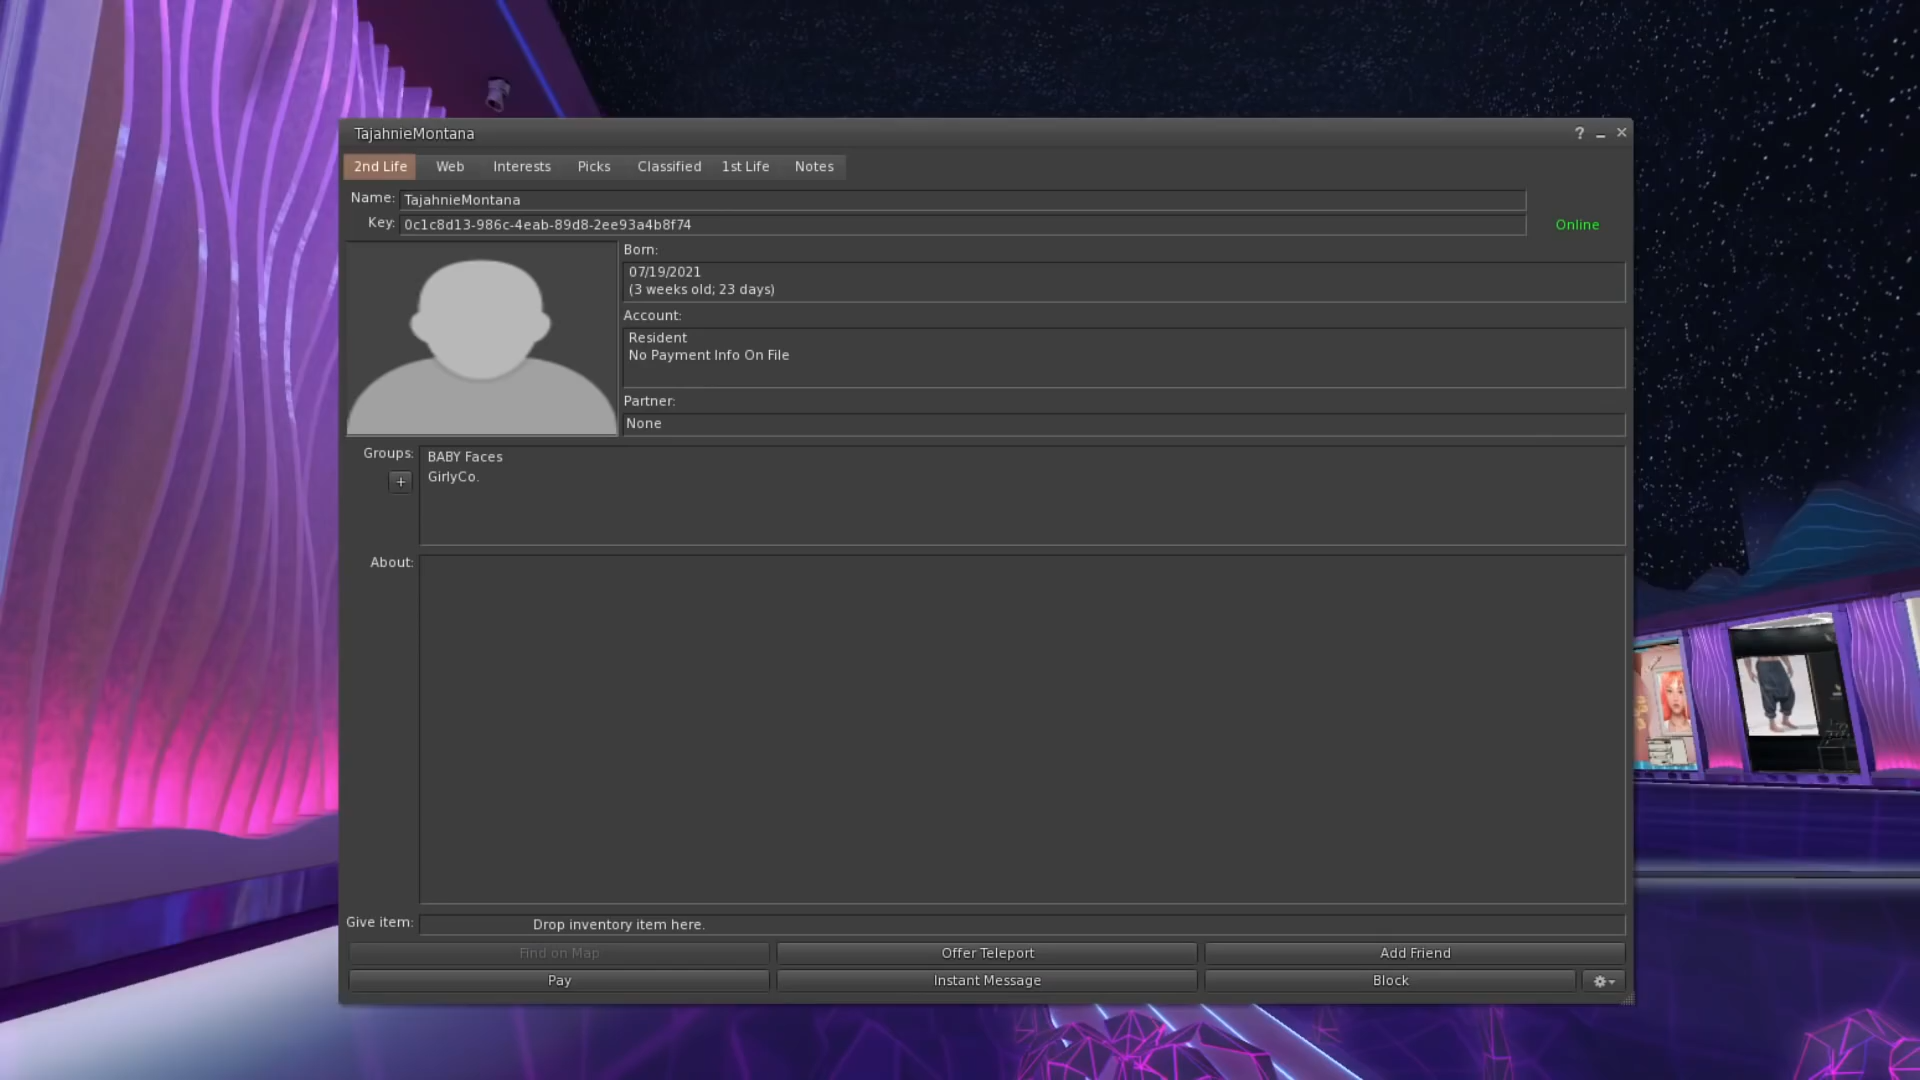 TajahnieMontana
? _ ×
2nd Life Web Interests Picks Classified 1st Life Notes
Name: TajahnieMontana
Key: 0c1c8d13-986c-4eab-89d8-2ee93a4b8f74 Online
Born:
07/19/2021
(3 weeks old; 23 days)
Account:
Resident
No Payment Info On File
Partner:
None
Groups: BABY Faces
+ GirlyCo.
About:
Give item: Drop inventory item here.
Find on Map Offer Teleport Add Friend
Pay Instant Message Block